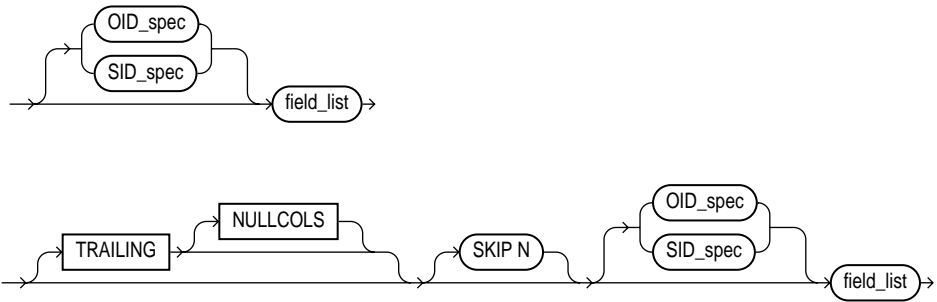 OID_spec
SID_spec
field_list
NULLCOLS
OID_spec
TRAILING
SKIP N
SID_spec
field_list